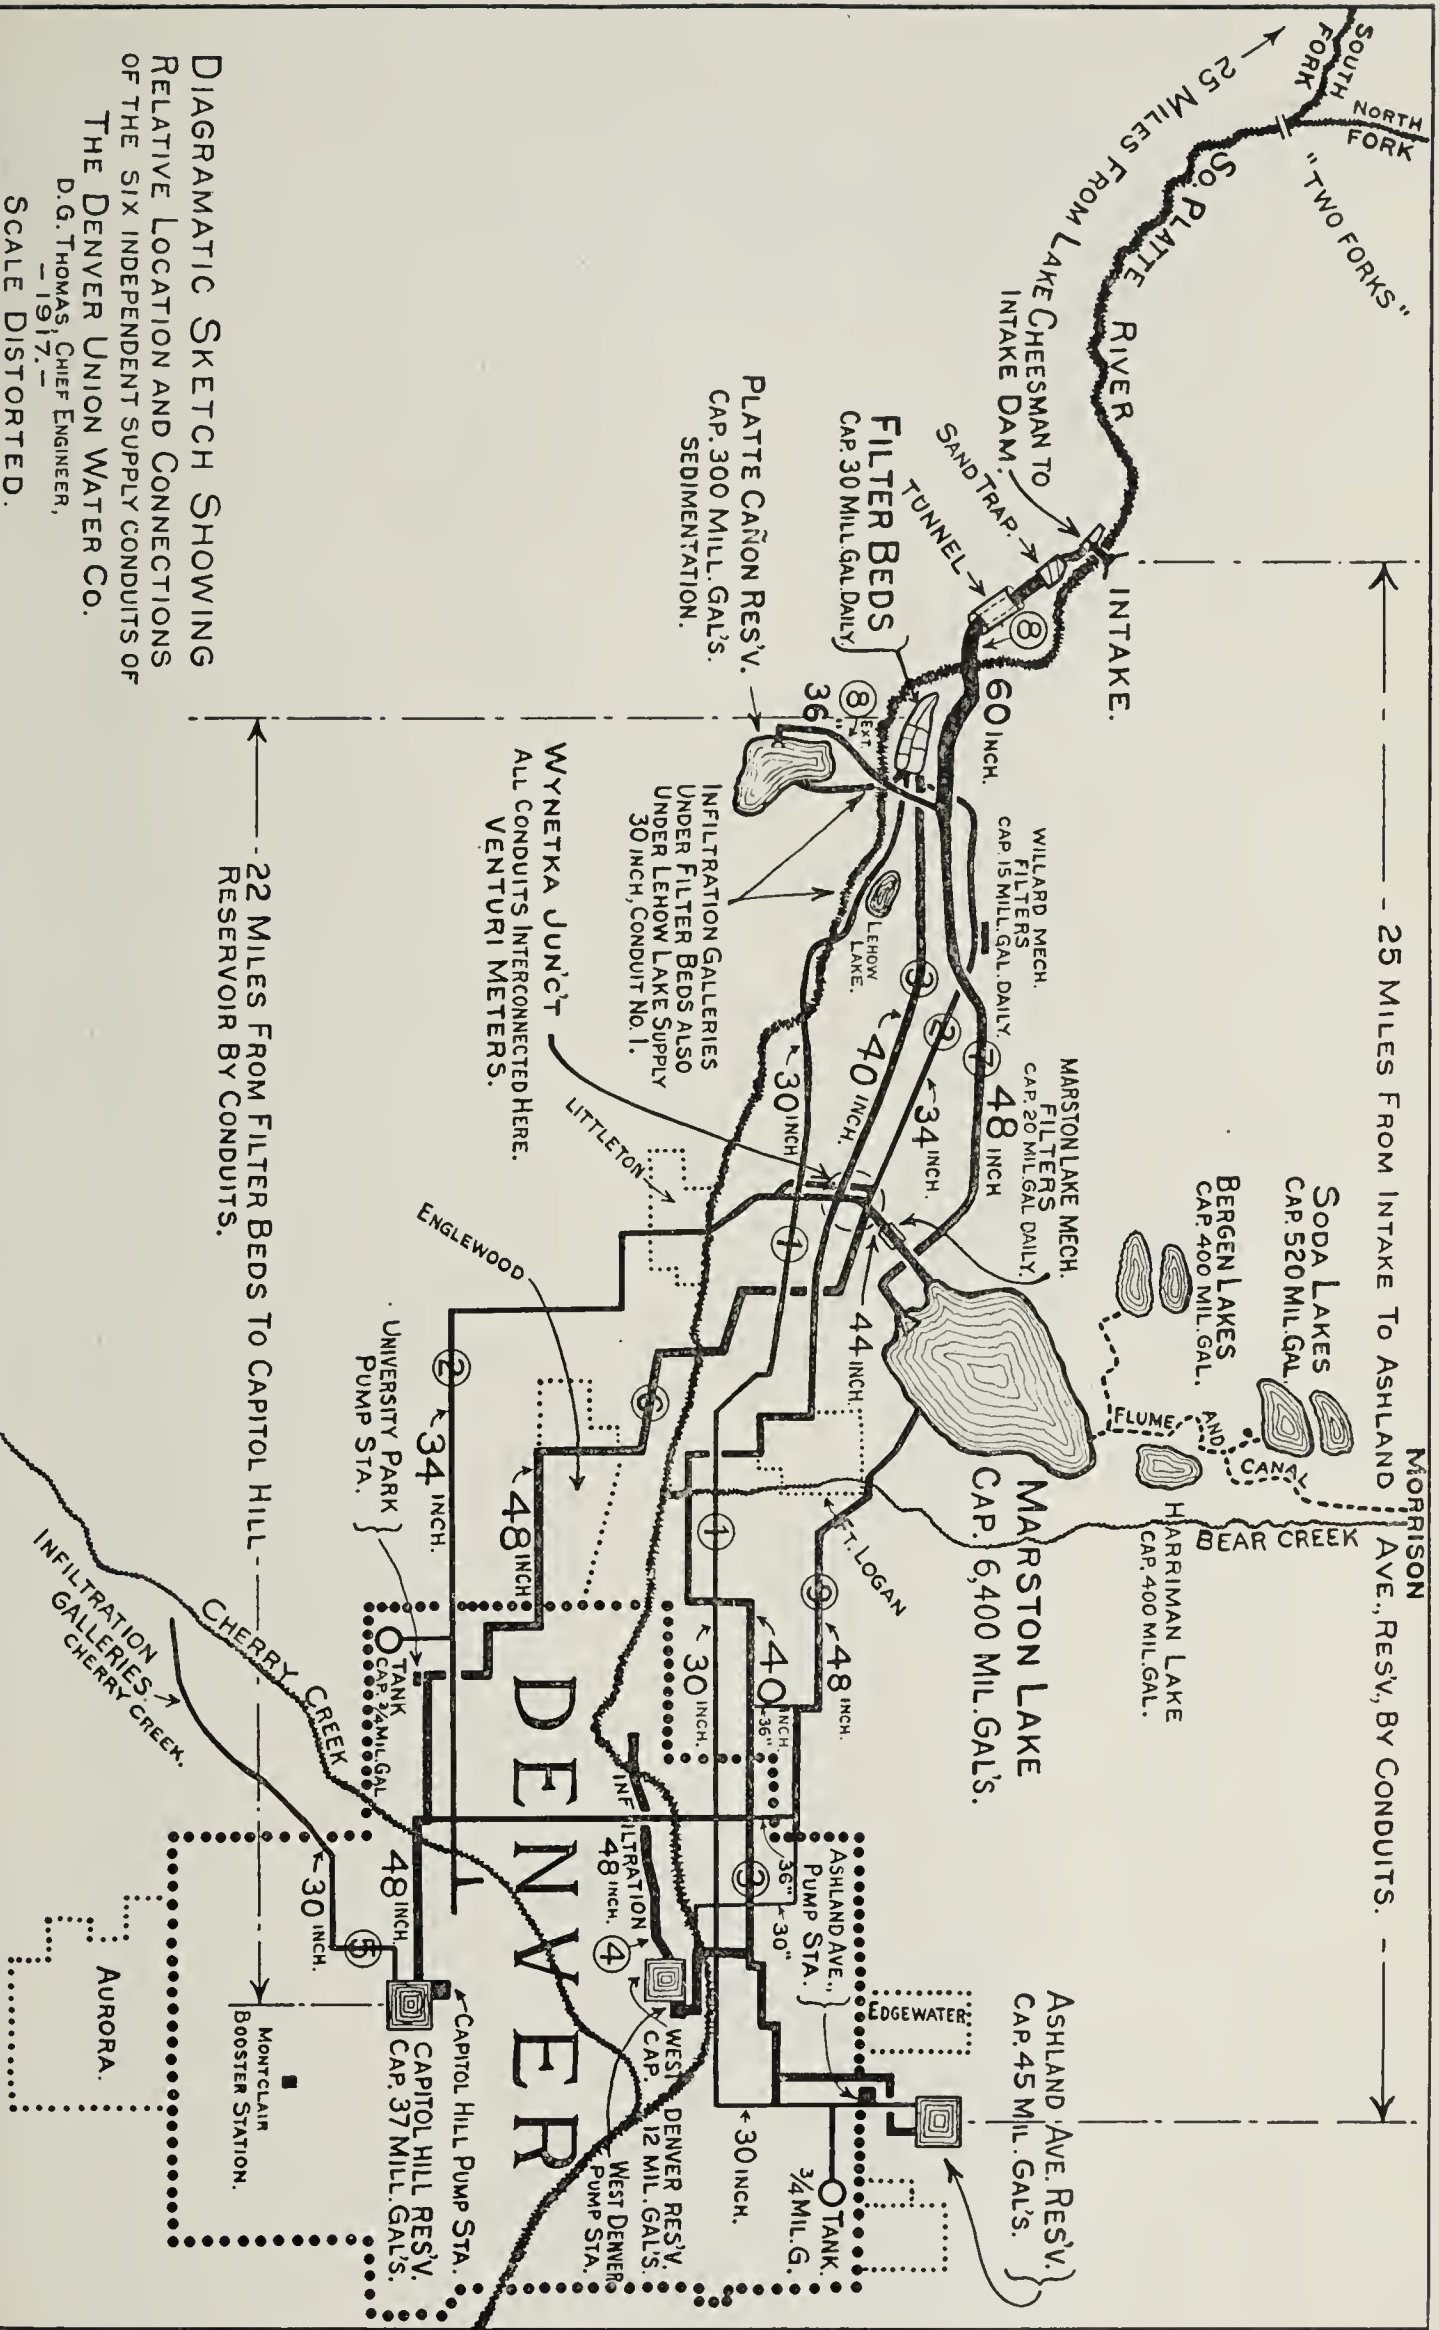 SOUTH
FORK
NORTH
FORK
"TWO FORKS"
25 MILES FROM LAKE CHEESMAN TO
INTAKE DAM.
SO. PLATTE RIVER
INTAKE.
SAND TRAP.
TUNNEL
8
FILTER BEDS
CAP. 30 MILL. GAL. DAILY.
PLATTE CAÑON RES'V.
CAP. 300 MILL. GAL'S.
SEDIMENTATION.
60 INCH.
8 EXT.
36"
25 MILES FROM INTAKE TO ASHLAND AVE., RES'V., BY CONDUITS.
MORRISON
SODA LAKES
CAP. 520 MIL. GAL.
BERGEN LAKES
CAP. 400 MIL. GAL.
FLUME AND CANAL
HARRIMAN LAKE
CAP. 400 MIL. GAL.
BEAR CREEK
WILLARD MECH.
FILTERS
CAP. 15 MILL. GAL. DAILY.
MARSTON LAKE MECH.
FILTERS
CAP. 20 MIL. GAL DAILY.
MARSTON LAKE
CAP. 6,400 MIL. GAL'S.
LEHOW
LAKE.
3
2
7
40 INCH.
34 INCH.
48 INCH
30 INCH
INFILTRATION GALLERIES
UNDER FILTER BEDS ALSO
UNDER LEHOW LAKE SUPPLY
30 INCH, CONDUIT NO. 1.
WYNETKA JUN'C'T
ALL CONDUITS INTERCONNECTED HERE.
VENTURI METERS.
LITTLETON
ENGLEWOOD
1
44 INCH.
6
2
34 INCH.
48 INCH
FT. LOGAN
1
9
48 INCH.
40 INCH.
36"
30 INCH.
UNIVERSITY PARK
PUMP STA.
TANK
CAP. 3/4 MIL. GAL
DENVER
INFILTRATION
48 INCH.
4
3
36"
30"
ASHLAND AVE.,
PUMP STA.
EDGEWATER
ASHLAND AVE. RES'V.
CAP. 45 MIL. GAL'S.
TANK.
3/4 MIL. G.
30 INCH.
WEST DENVER RES'V.
CAP. 12 MIL. GAL'S.
WEST DENVER
PUMP STA.
CAPITOL HILL PUMP STA.
CAPITOL HILL RES'V.
CAP. 37 MILL. GAL'S.
48 INCH.
5
30 INCH.
CHERRY CREEK
INFILTRATION
GALLERIES.
CHERRY CREEK.
MONTCLAIR
BOOSTER STATION.
AURORA.
22 MILES FROM FILTER BEDS TO CAPITOL HILL
RESERVOIR BY CONDUITS.
DIAGRAMATIC SKETCH SHOWING
RELATIVE LOCATION AND CONNECTIONS
OF THE SIX INDEPENDENT SUPPLY CONDUITS OF
THE DENVER UNION WATER CO.
D. G. THOMAS, CHIEF ENGINEER,
- 1917. -
SCALE DISTORTED.